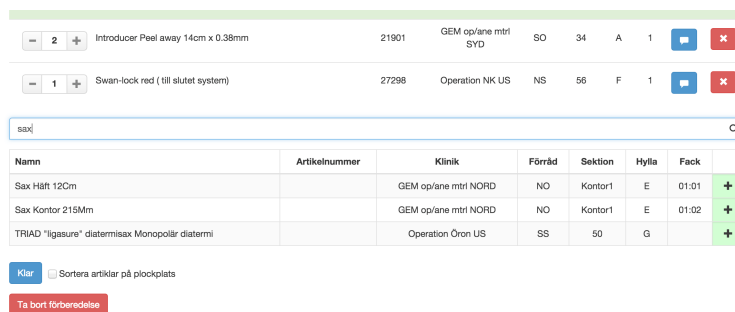 − 2 + Introducer Peel away 14cm x 0.38mm 21901 GEM op/ane mtrl SYD SO 34 A 1
− 1 + Swan-lock red ( till slutet system) 27298 Operation NK US NS 56 F 1
sax
Namn Artikelnummer Klinik Förråd Sektion Hylla Fack
Sax Häft 12Cm GEM op/ane mtrl NORD NO Kontor1 E 01:01 +
Sax Kontor 215Mm GEM op/ane mtrl NORD NO Kontor1 E 01:02 +
TRIAD "ligasure" diatermisax Monopolär diatermi Operation Öron US SS 50 G +
Klar Sortera artiklar på plockplats
Ta bort förberedelse